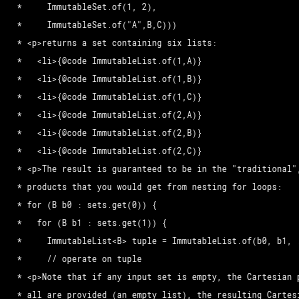 *     ImmutableSet.of(1, 2),
*     ImmutableSet.of("A",B,C)))
* <p>returns a set containing six lists:
*   <li>{@code ImmutableList.of(1,A)}
*   <li>{@code ImmutableList.of(1,B)}
*   <li>{@code ImmutableList.of(1,C)}
*   <li>{@code ImmutableList.of(2,A)}
*   <li>{@code ImmutableList.of(2,B)}
*   <li>{@code ImmutableList.of(2,C)}
* <p>The result is guaranteed to be in the "traditional",
* products that you would get from nesting for loops:
* for (B b0 : sets.get(0)) {
*   for (B b1 : sets.get(1)) {
*     ImmutableList<B> tuple = ImmutableList.of(b0, b1,
*     // operate on tuple
* <p>Note that if any input set is empty, the Cartesian p
* all are provided (an empty list), the resulting Cartesi